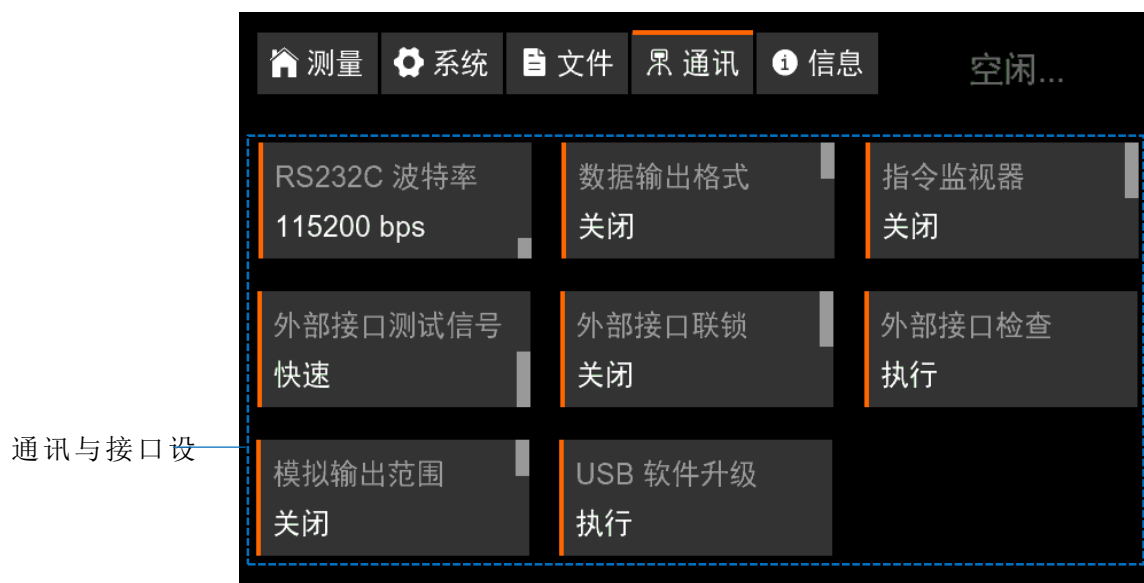 测量 系统 文件 通讯 信息 空闲...
RS232C 波特率 数据输出格式 指令监视器
115200 bps 关闭 关闭
外部接口测试信号 外部接口联锁 外部接口检查
快速 关闭 执行
通讯与接口设
模拟输出范围 USB 软件升级
关闭 执行